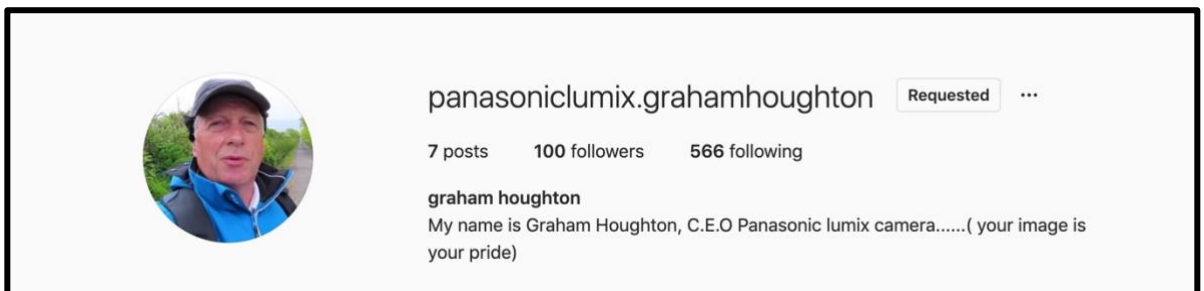 panasoniclumix.grahamhoughton Requested ...
7 posts 100 followers 566 following
graham houghton
My name is Graham Houghton, C.E.O Panasonic lumix camera......( your image is
your pride)